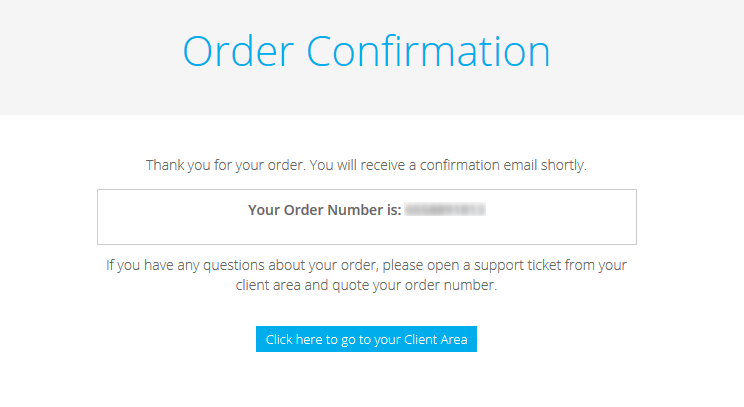 Order Confirmation
Thank you for your order. You will receive a confirmation email shortly.
Your Order Number is:
If you have any questions about your order, please open a support ticket from your
client area and quote your order number.
Click here to go to your Client Area